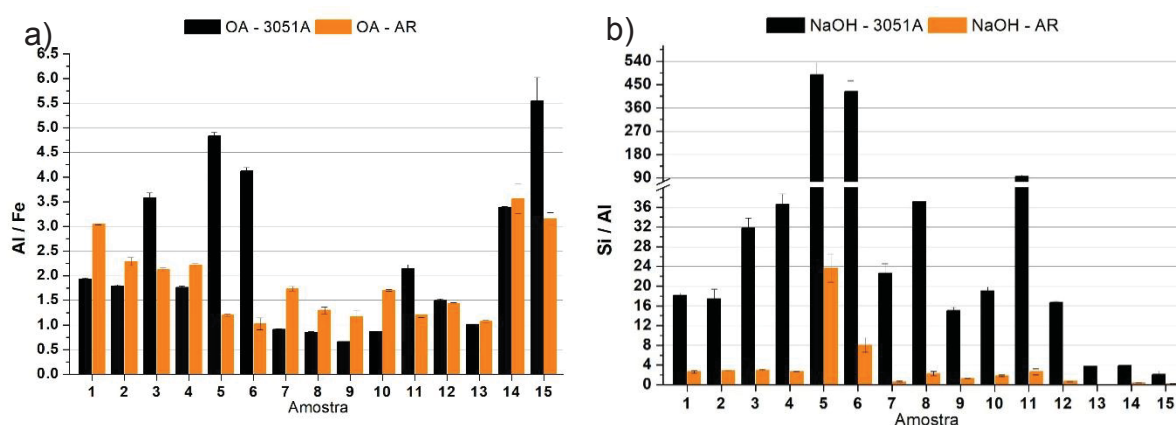 a)
OA - 3051A
OA - AR
6.5
6.0
5.5
5.0
4.5
4.0
3.5
3.0
2.5
2.0
1.5
1.0
0.5
0.0
Al / Fe
1 2 3 4 5 6 7 8 9 10 11 12 13 14 15
Amostra
b)
NaOH - 3051A
NaOH - AR
540
450
360
270
180
90
36
32
28
24
20
16
12
8
4
0
Si / Al
1 2 3 4 5 6 7 8 9 10 11 12 13 14 15
Amostra